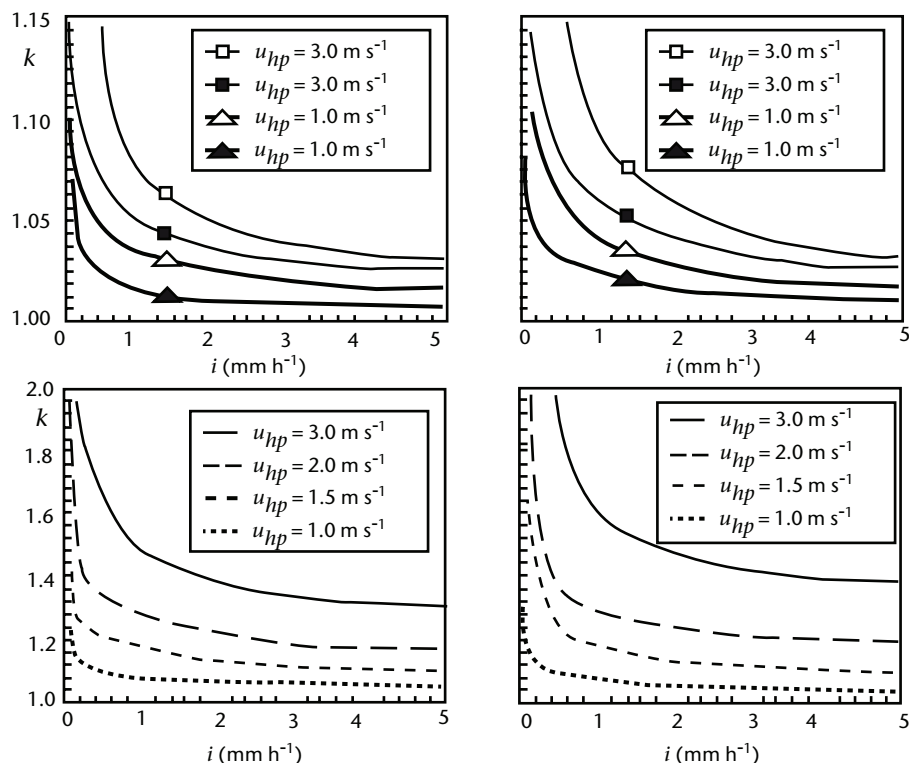 1.15
k
1.10
1.05
1.00
u_hp = 3.0 m s⁻¹
u_hp = 3.0 m s⁻¹
u_hp = 1.0 m s⁻¹
u_hp = 1.0 m s⁻¹
0 1 2 3 4 5
i (mm h⁻¹)
u_hp = 3.0 m s⁻¹
u_hp = 3.0 m s⁻¹
u_hp = 1.0 m s⁻¹
u_hp = 1.0 m s⁻¹
0 1 2 3 4 5
i (mm h⁻¹)
2.0
k
1.8
1.6
1.4
1.2
1.0
u_hp = 3.0 m s⁻¹
u_hp = 2.0 m s⁻¹
u_hp = 1.5 m s⁻¹
u_hp = 1.0 m s⁻¹
0 1 2 3 4 5
i (mm h⁻¹)
u_hp = 3.0 m s⁻¹
u_hp = 2.0 m s⁻¹
u_hp = 1.5 m s⁻¹
u_hp = 1.0 m s⁻¹
0 1 2 3 4 5
i (mm h⁻¹)